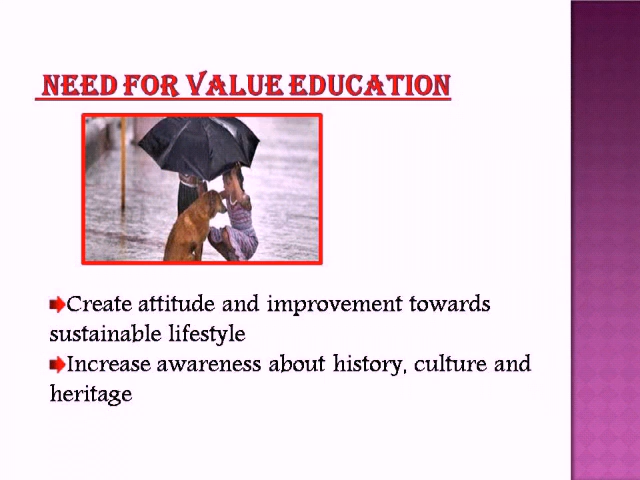 NEED FOR VALUE EDUCATION
Create attitude and improvement towards
sustainable lifestyle
Increase awareness about history, culture and
heritage